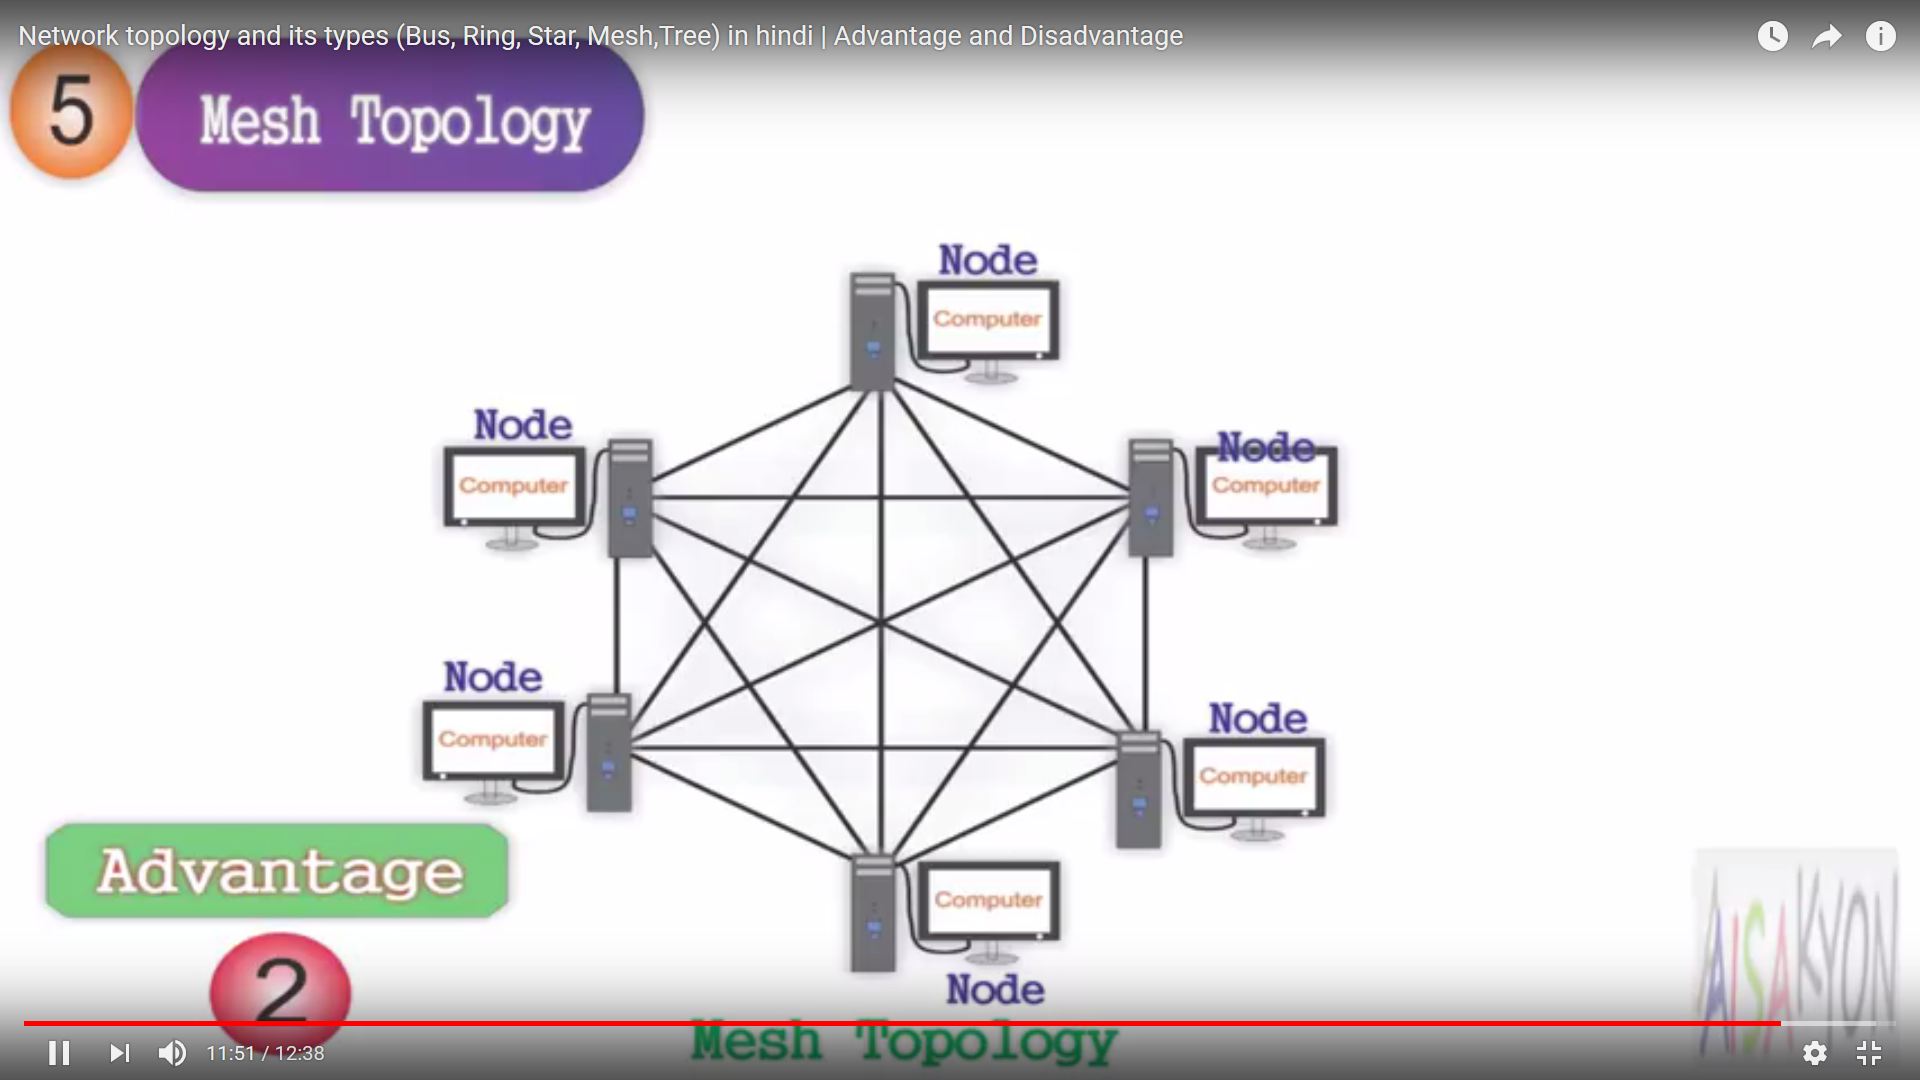 Network topology and its types (Bus, Ring, Star, Mesh,Tree) in hindi | Advantage and Disadvantage
5
Mesh Topology
Node
Computer
Node
Computer
Node
Computer
Node
Computer
Node
Computer
Advantage
Computer
Node
2
AISAKYON
Mesh Topology
11:51 / 12:38